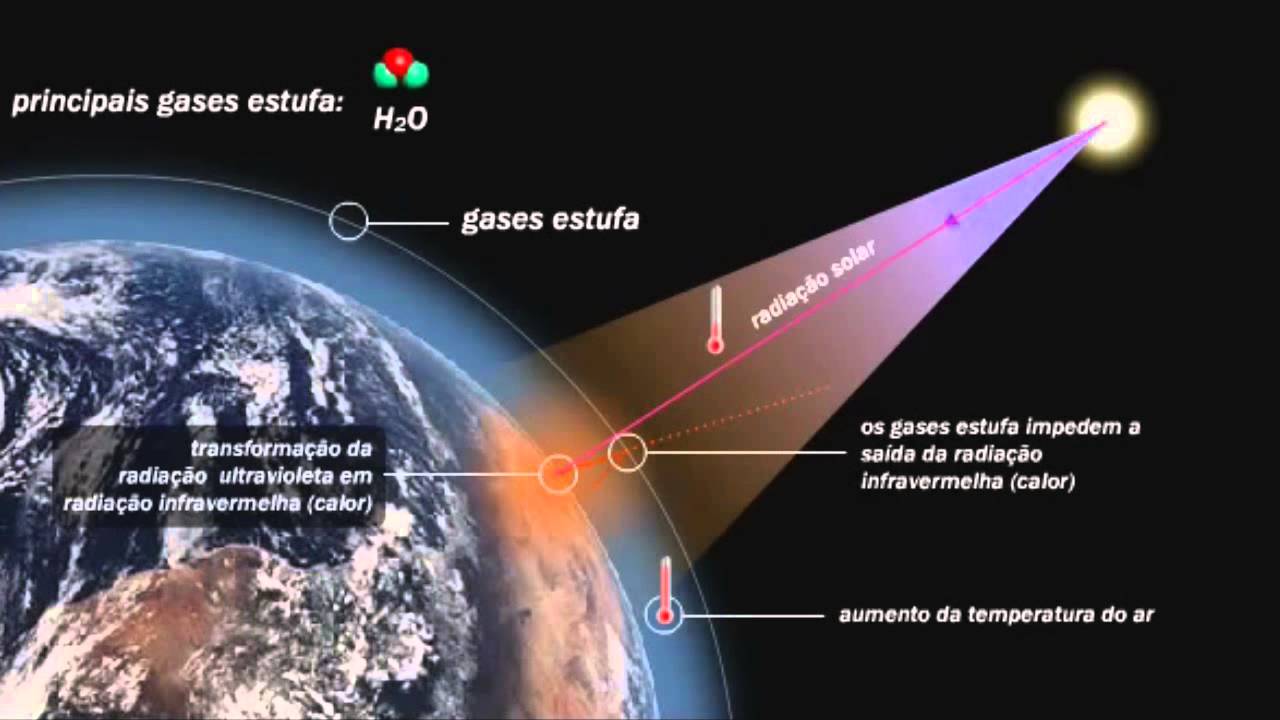 principais gases estufa:
H₂O
gases estufa
radiação solar
transformação da
radiação ultravioleta em
radiação infravermelha (calor)
os gases estufa impedem a
saída da radiação
infravermelha (calor)
aumento da temperatura do ar